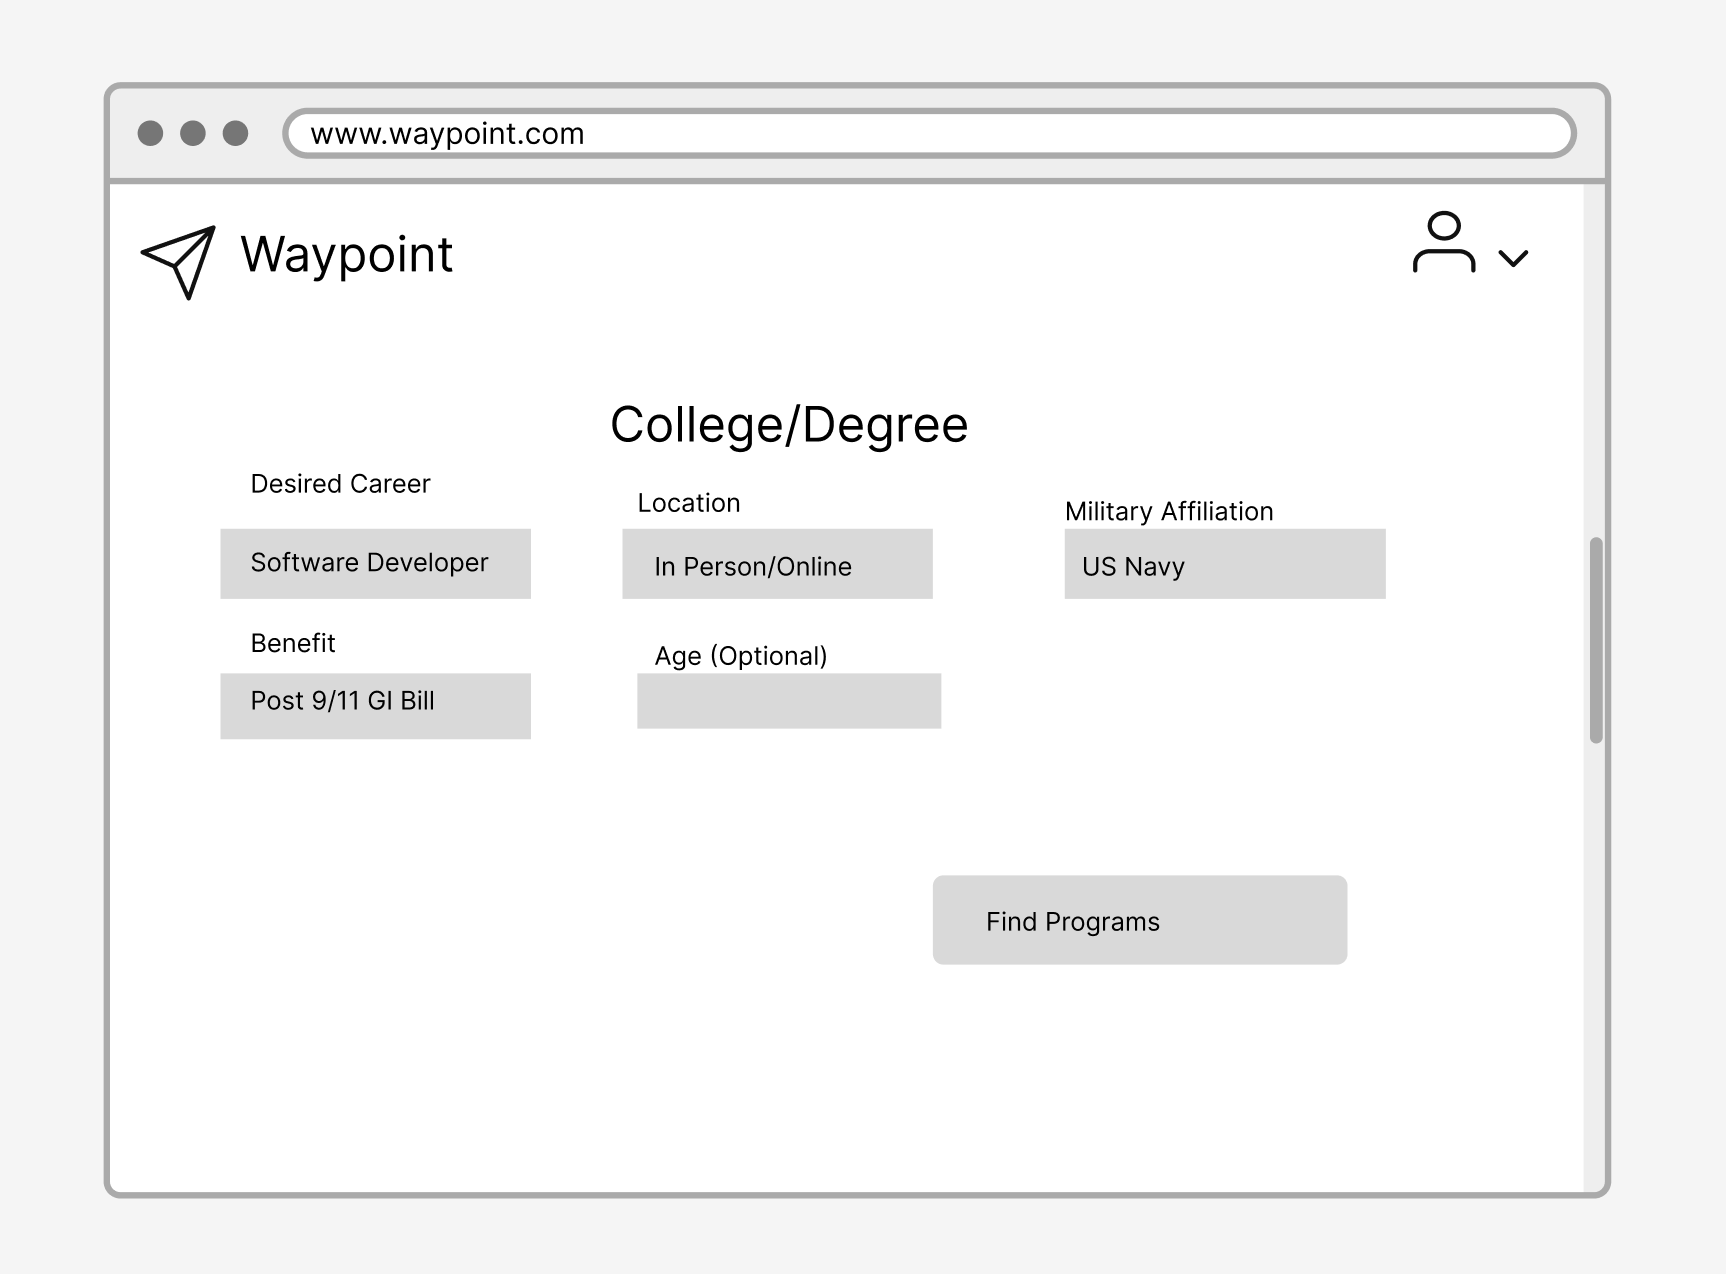 www.waypoint.com
Waypoint
College/Degree
Desired Career
Location
Military Affiliation
Software Developer
In Person/Online
US Navy
Benefit
Age (Optional)
Post 9/11 GI Bill
Find Programs